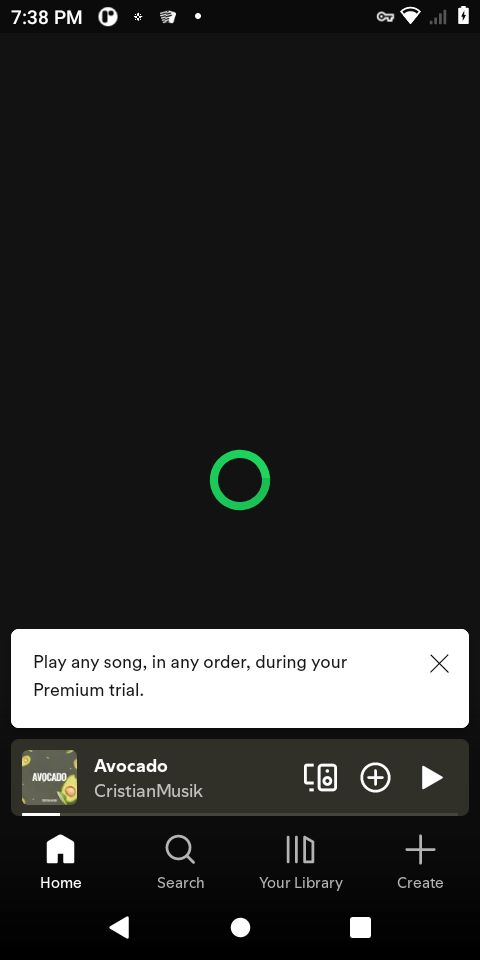 7:38 PM
Play any song, in any order, during your
Premium trial.
AVOCADO
Avocado
CristianMusik
Home
Search
Your Library
Create